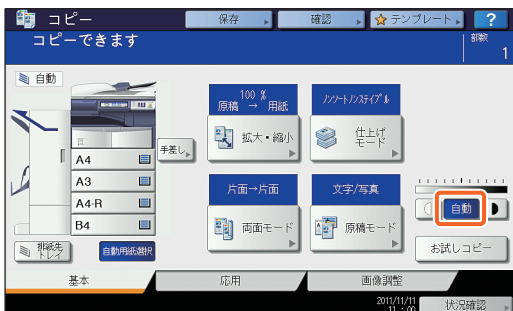 コピー
保存
確認
テンプレート
?
コピーできます
部数
1
自動
100 %
原稿 → 用紙
ﾉﾝｿｰﾄﾉﾝｽﾃｲﾌﾟﾙ
拡大・縮小
仕上げ
モード
手差し
A4
A3
A4-R
B4
片面→片面
文字/写真
両面モード
原稿モード
自動
排紙先
トレイ
自動用紙選択
お試しコピー
基本
応用
画像調整
2011/11/11
11 : 00
状況確認